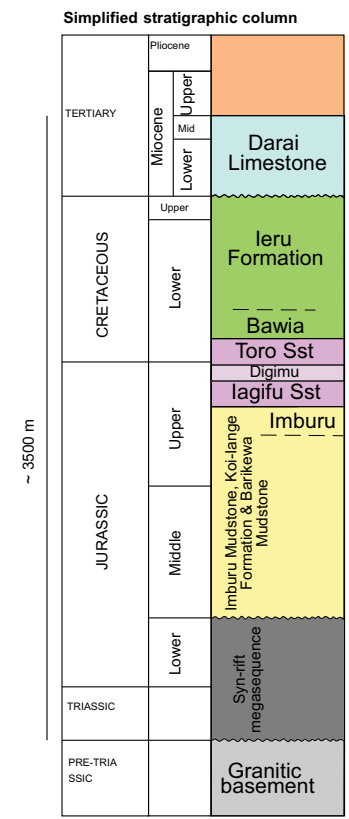 Simplified stratigraphic column
Pliocene
TERTIARY
Miocene
Upper
Mid
Lower
Darai
Limestone
CRETACEOUS
Upper
Lower
Ieru
Formation
Bawia
Toro Sst
Digimu
Iagifu Sst
Imburu
JURASSIC
Upper
Middle
Lower
Imburu Mudstone, Koi-Iange
Formation & Barikewa
Mudstone
Syn-rift
megasequence
TRIASSIC
PRE-TRIA
SSIC
Granitic
basement
~ 3500 m